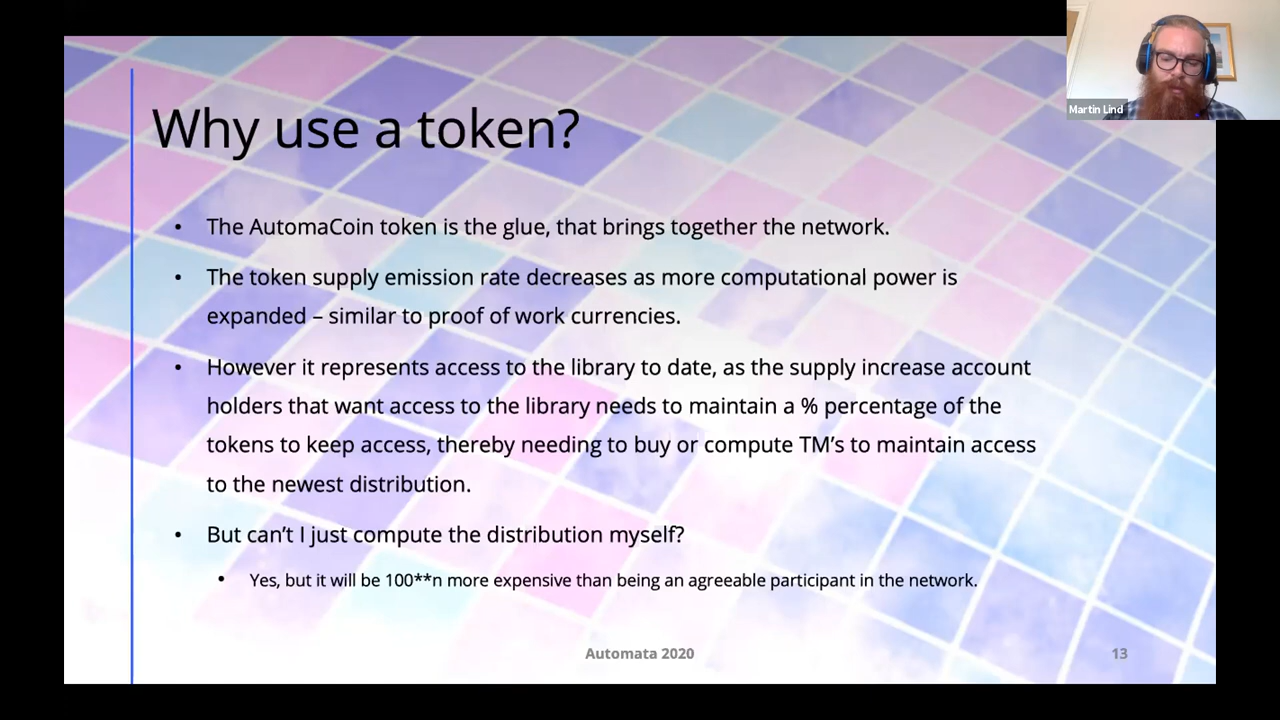 Martin Lind
Why use a token?
• The AutomaCoin token is the glue, that brings together the network.
• The token supply emission rate decreases as more computational power is
expanded – similar to proof of work currencies.
• However it represents access to the library to date, as the supply increase account
holders that want access to the library needs to maintain a % percentage of the
tokens to keep access, thereby needing to buy or compute TM’s to maintain access
to the newest distribution.
• But can’t I just compute the distribution myself?
• Yes, but it will be 100**n more expensive than being an agreeable participant in the network.
Automata 2020
13